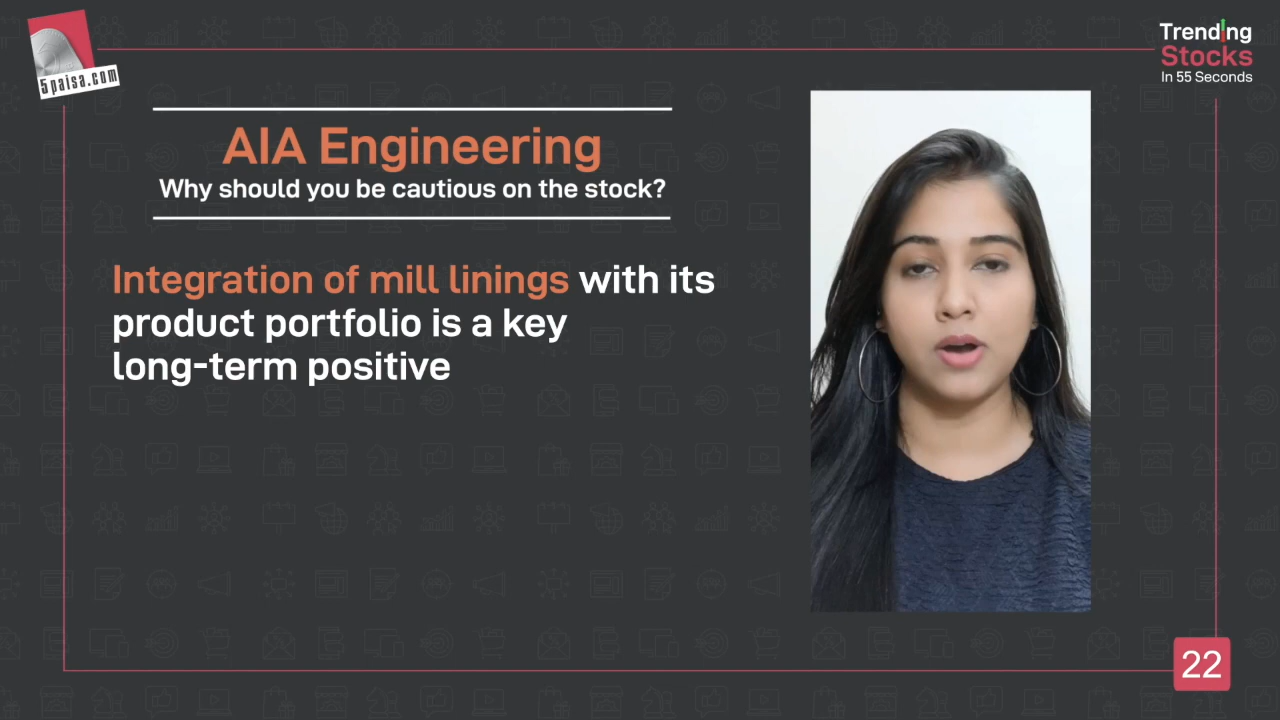 5paisa.com
Trending
Stocks
In 55 Seconds
AIA Engineering
Why should you be cautious on the stock?
Integration of mill linings with its
product portfolio is a key
long-term positive
22